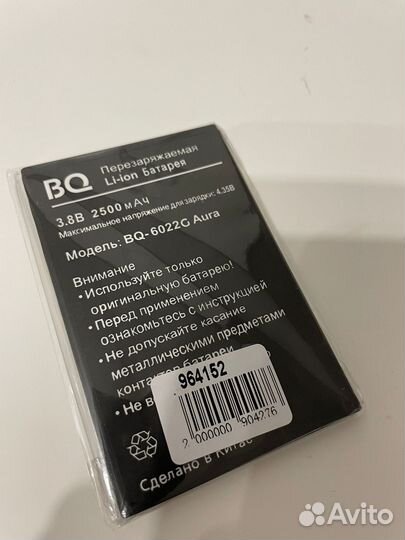 BQ
Перезаряжаемая
Li-ion Батарея
3.8В 2500 мАч
Максимальное напряжение для зарядки: 4.35В
Модель: BQ-6022G Aura
Внимание
• Используйте только
оригинальную батарею!
• Перед применением
ознакомьтесь с инструкцией
• Не допускайте касание
металлическими предметами
контактов батареи
• Не в
964152
2 000000 904276
Сделано в Китае
Avito